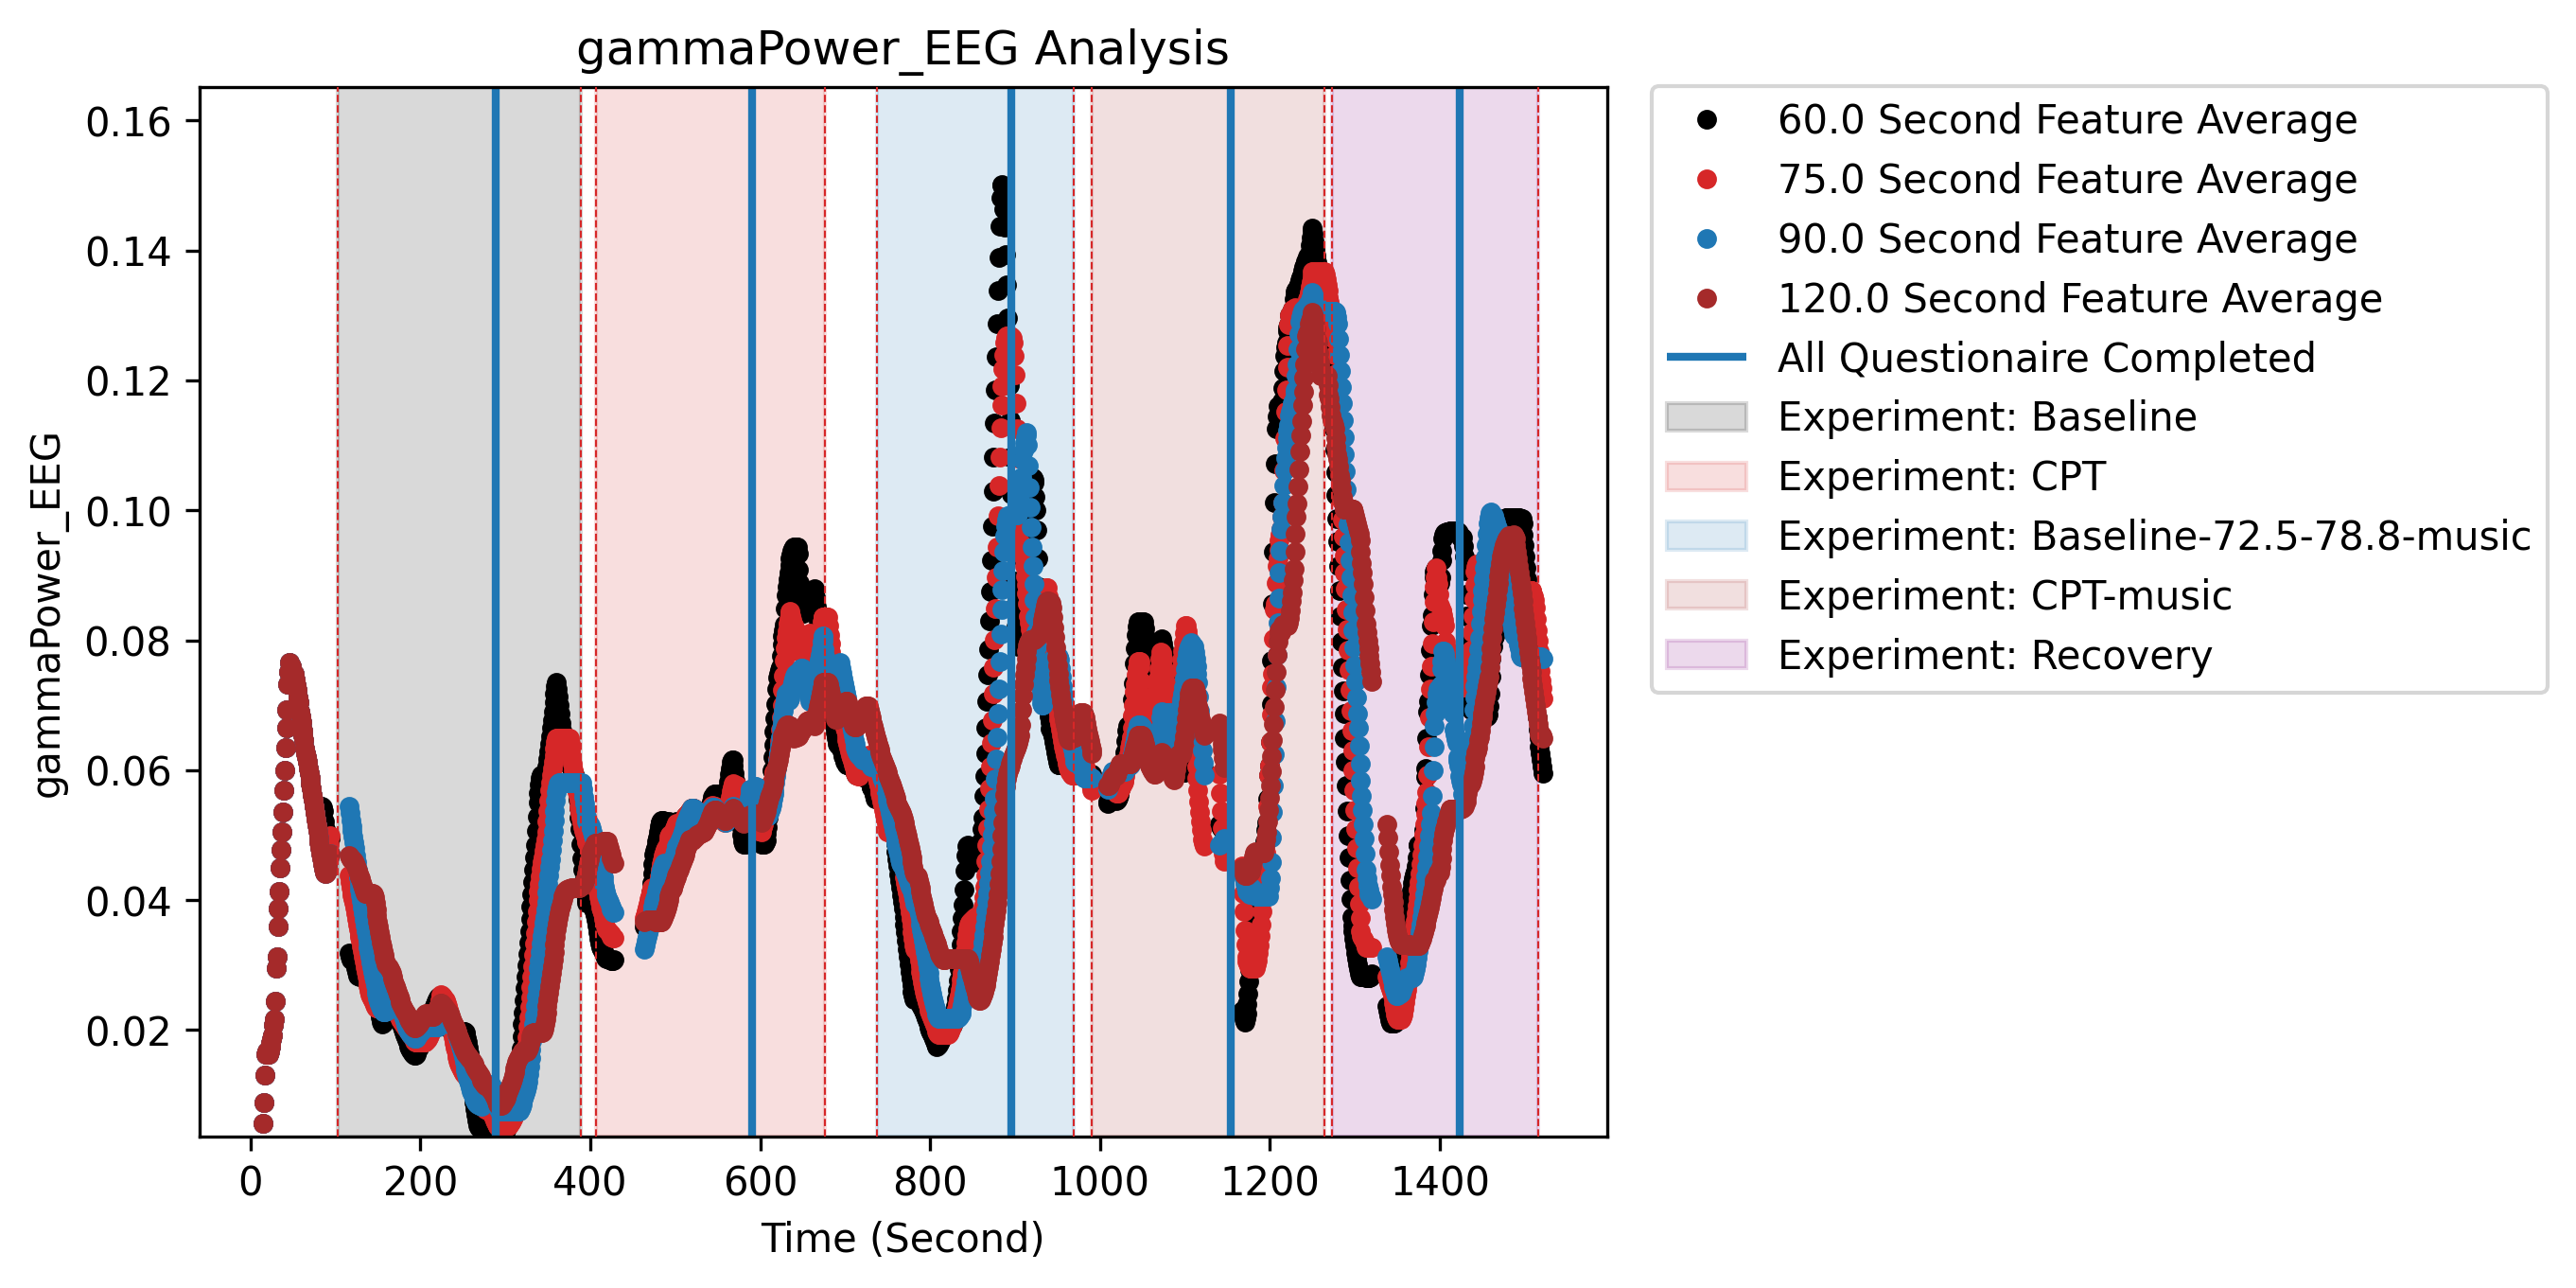 gammaPower_EEG Analysis
gammaPower_EEG
0.16
0.14
0.12
0.10
0.08
0.06
0.04
0.02
0 200 400 600 800 1000 1200 1400
Time (Second)
60.0 Second Feature Average
75.0 Second Feature Average
90.0 Second Feature Average
120.0 Second Feature Average
All Questionaire Completed
Experiment: Baseline
Experiment: CPT
Experiment: Baseline-72.5-78.8-music
Experiment: CPT-music
Experiment: Recovery